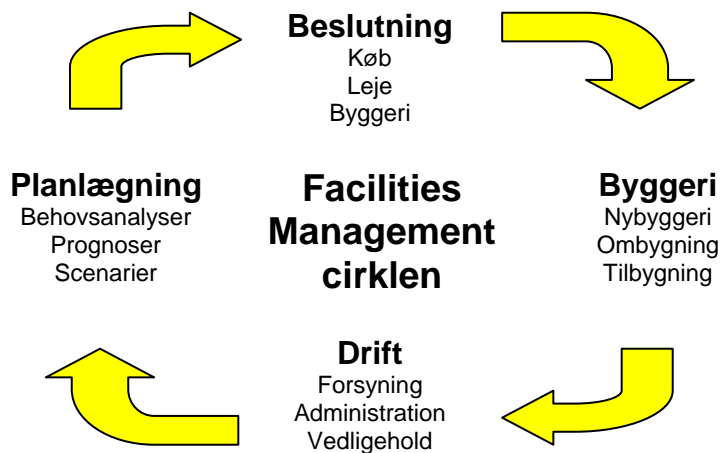 Beslutning
Køb
Leje
Byggeri
Planlægning
Behovsanalyser
Prognoser
Scenarier
Facilities
Management
cirklen
Byggeri
Nybyggeri
Ombygning
Tilbygning
Drift
Forsyning
Administration
Vedligehold